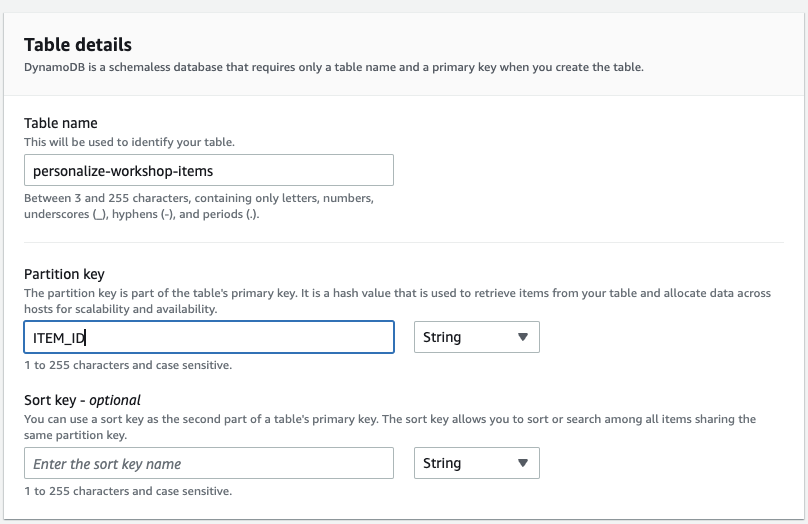 Table details
DynamoDB is a schemaless database that requires only a table name and a primary key when you create the table.
Table name
This will be used to identify your table.
personalize-workshop-items
Between 3 and 255 characters, containing only letters, numbers,
underscores (_), hyphens (-), and periods (.).
Partition key
The partition key is part of the table's primary key. It is a hash value that is used to retrieve items from your table and allocate data across
hosts for scalability and availability.
ITEM_ID String
1 to 255 characters and case sensitive.
Sort key - optional
You can use a sort key as the second part of a table's primary key. The sort key allows you to sort or search among all items sharing the
same partition key.
Enter the sort key name String
1 to 255 characters and case sensitive.